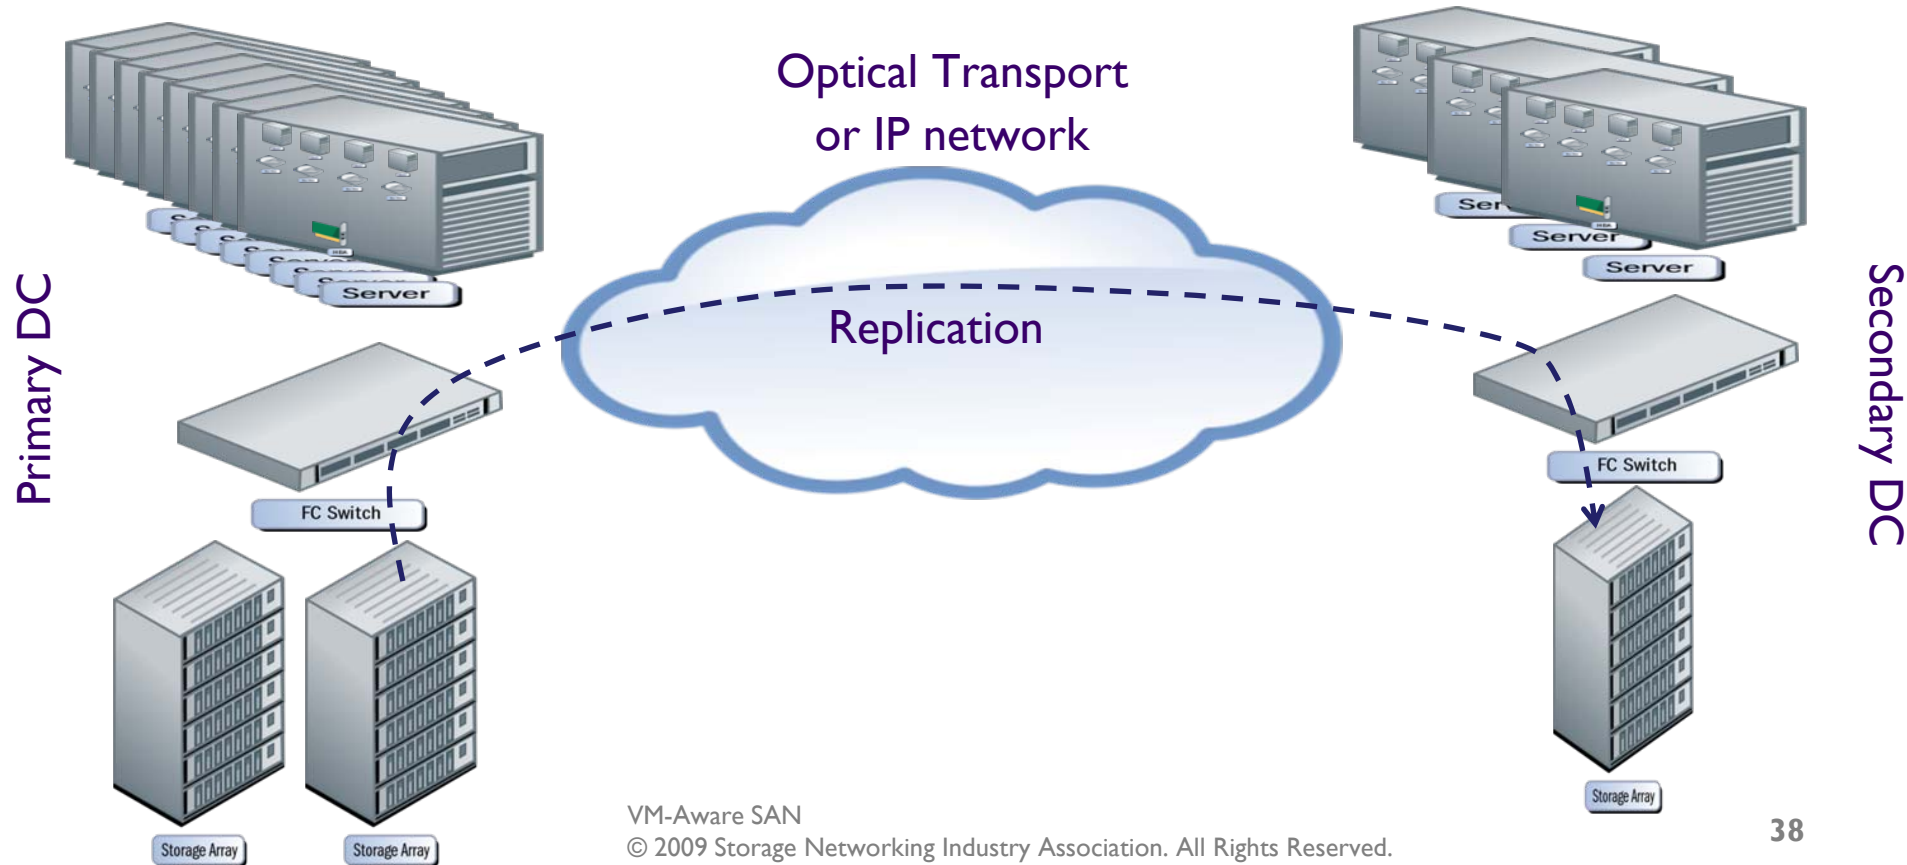 Optical Transport
or IP network
Replication
Primary DC
Secondary DC
Server
Server
Server
FC Switch
FC Switch
Storage Array
Storage Array
Storage Array
VM-Aware SAN
© 2009 Storage Networking Industry Association. All Rights Reserved.
38